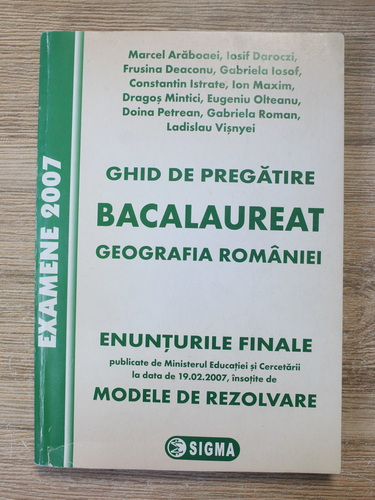 Marcel Arăboaei, Iosif Daroczi,
Frusina Deaconu, Gabriela Iosof,
Constantin Istrate, Ion Maxim,
Dragoș Mintici, Eugeniu Olteanu,
Doina Petrean, Gabriela Roman,
Ladislau Vișnyei
EXAMENE 2007
GHID DE PREGĂTIRE
BACALAUREAT
GEOGRAFIA ROMÂNIEI
ENUNȚURILE FINALE
publicate de Ministerul Educației și Cercetării
la data de 19.02.2007, însoțite de
MODELE DE REZOLVARE
SIGMA